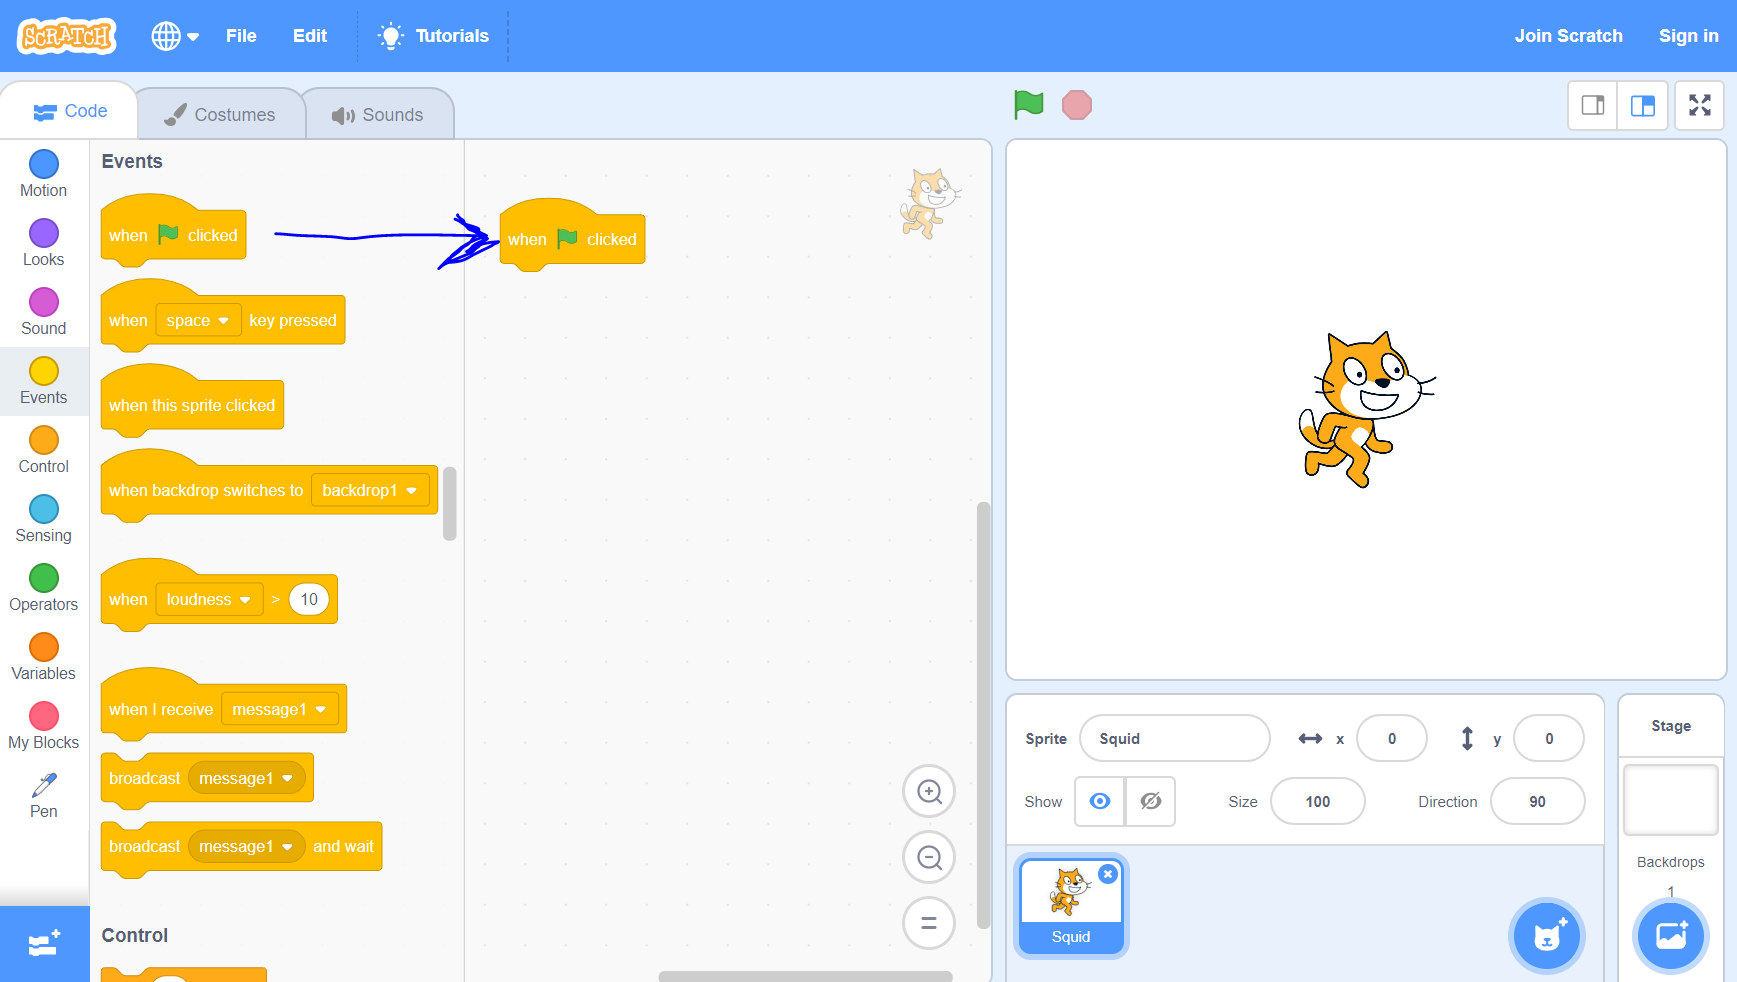 SCRATCH File Edit Tutorials Join Scratch Sign in
Code Costumes Sounds
Motion
Looks
Sound
Events
Control
Sensing
Operators
Variables
My Blocks
Pen
Events
when clicked
when space key pressed
when this sprite clicked
when backdrop switches to backdrop1
when loudness > 10
when I receive message1
broadcast message1
broadcast message1 and wait
Control
when clicked
Sprite Squid x 0 y 0
Show Size 100 Direction 90
Squid
Stage
Backdrops
1